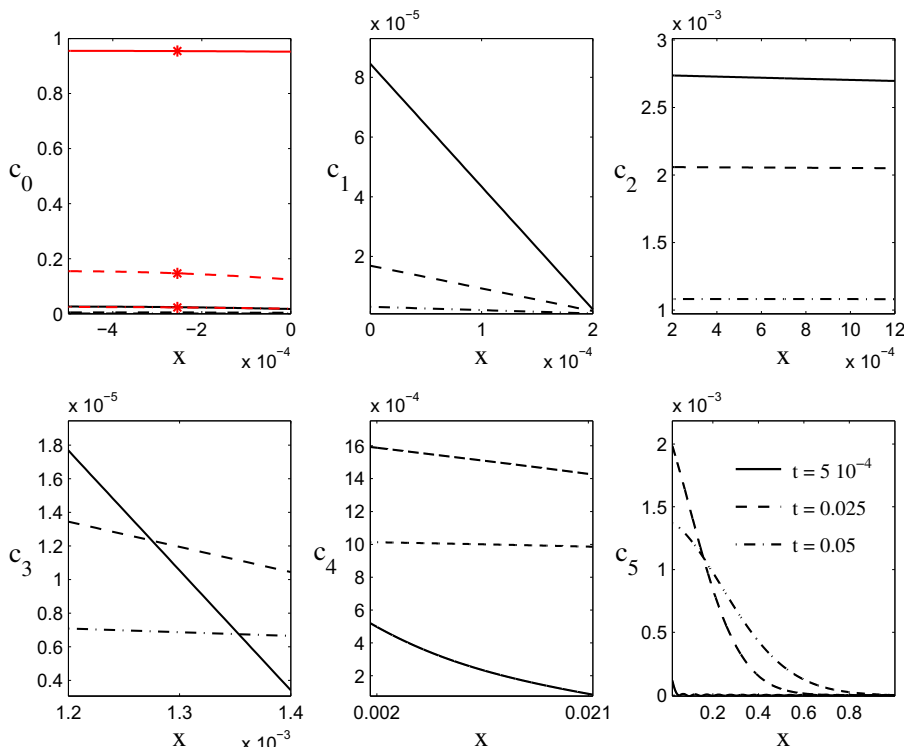 1
0.8
0.6
0.4
0.2
0
c0
−4
−2
0
x
x 10−4
x 10−5
8
6
4
2
c1
0
1
2
x
x 10−4
x 10−3
3
2.5
2
1.5
1
c2
2
4
6
8
10
12
x
x 10−4
x 10−5
1.8
1.6
1.4
1.2
1
0.8
0.6
0.4
c3
1.2
1.3
1.4
x
x 10−3
x 10−4
16
14
12
10
8
6
4
2
c4
0.002
0.021
x
x 10−3
2
1.5
1
0.5
0
c5
t = 5 10−4
t = 0.025
t = 0.05
0.2
0.4
0.6
0.8
x